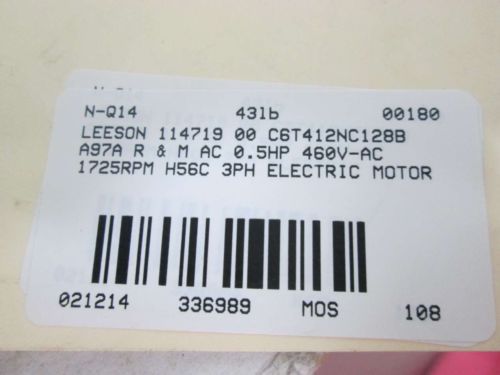 N-Q14 43lb 00180
LEESON 114719 00 C6T412NC128B
A97A R & M AC 0.5HP 460V-AC
1725RPM H56C 3PH ELECTRIC MOTOR
021214 336989 MOS 108